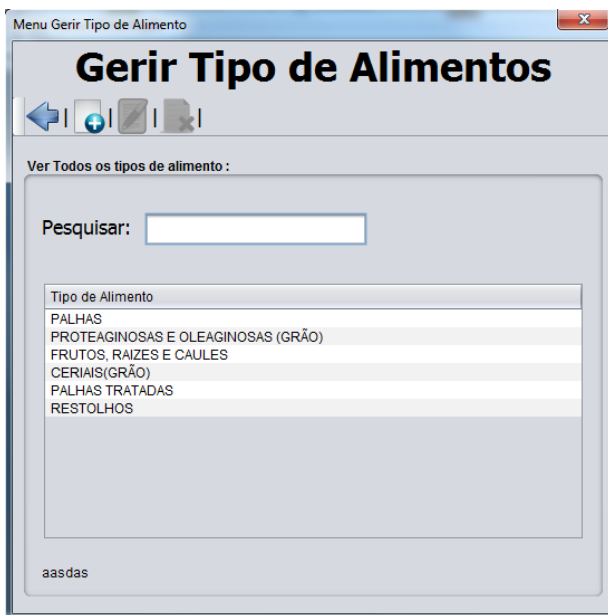 Menu Gerir Tipo de Alimento
Gerir Tipo de Alimentos
Ver Todos os tipos de alimento :
Pesquisar:
Tipo de Alimento
PALHAS
PROTEAGINOSAS E OLEAGINOSAS (GRÃO)
FRUTOS, RAIZES E CAULES
CERIAIS(GRÃO)
PALHAS TRATADAS
RESTOLHOS
aasdas